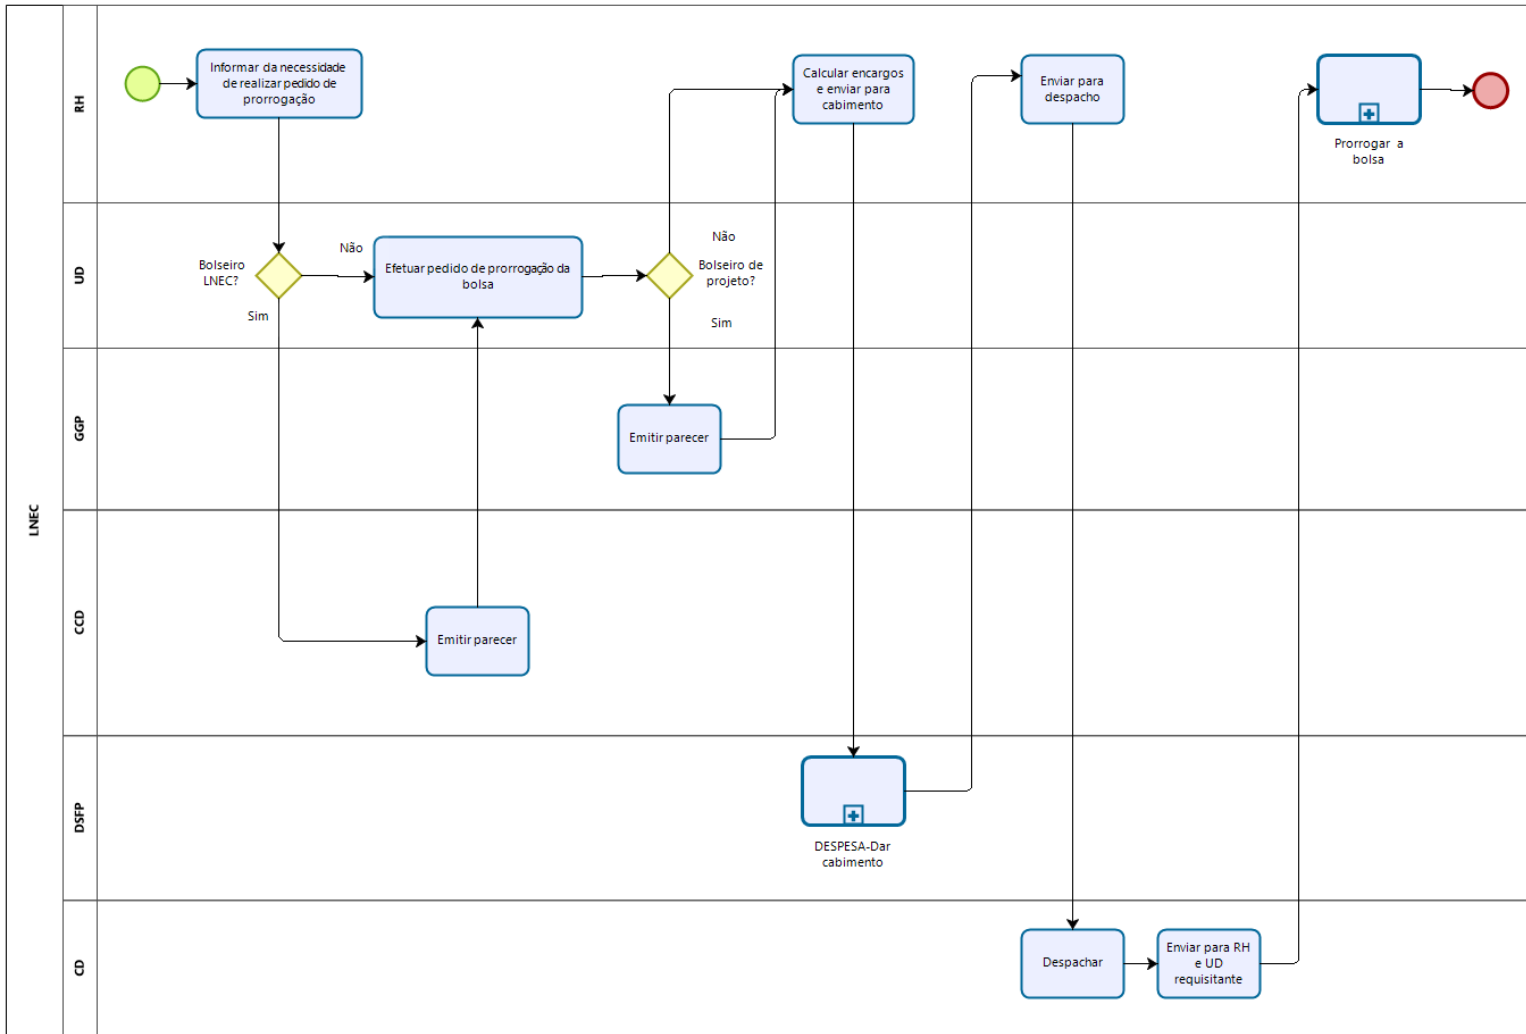 LNEC
RH
Informar da necessidade
de realizar pedido de
prorrogação
Calcular encargos
e enviar para
cabimento
Enviar para
despacho
Prorrogar a
bolsa
UD
Bolseiro
LNEC?
Não
Sim
Efetuar pedido de prorrogação da
bolsa
Não
Bolseiro de
projeto?
Sim
GGP
Emitir parecer
CCD
Emitir parecer
DSFP
DESPESA-Dar
cabimento
CD
Despachar
Enviar para RH
e UD
requisitante